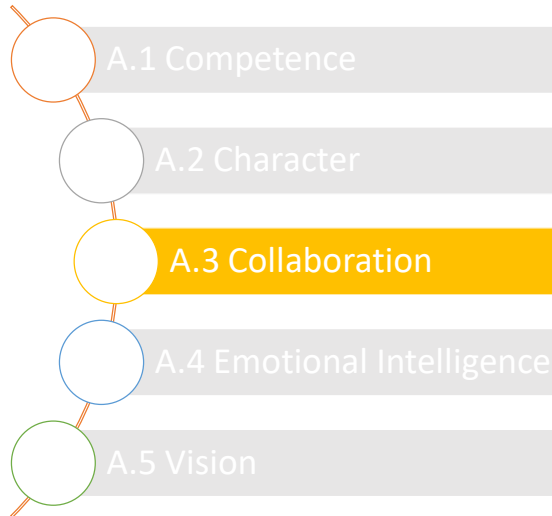 A.1 Competence
A.2 Character
A.3 Collaboration
A.4 Emotional Intelligence
A.5 Vision